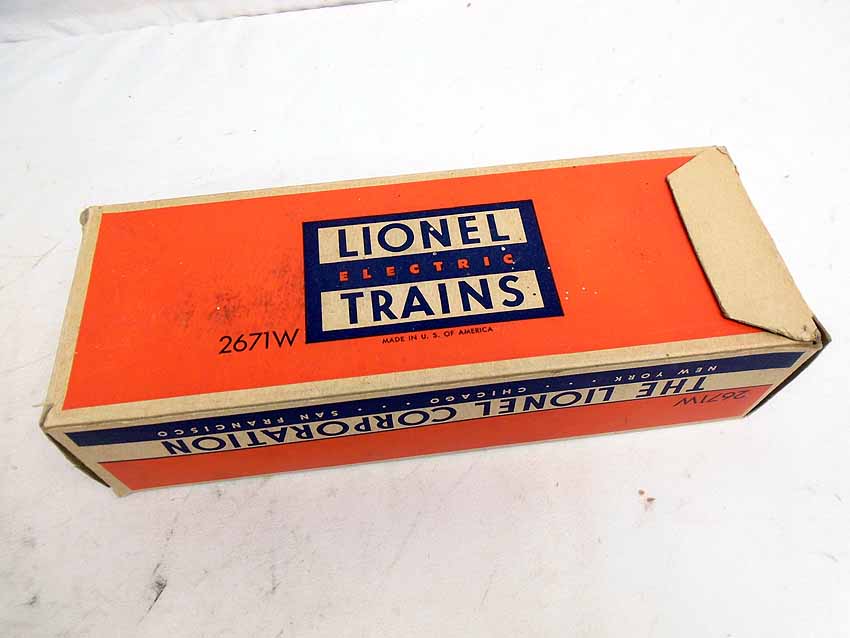 LIONEL
ELECTRIC
TRAINS
2671W
MADE IN U. S. OF AMERICA
NEW YORK · CHICAGO · SAN FRANCISCO
THE LIONEL CORPORATION
2671W